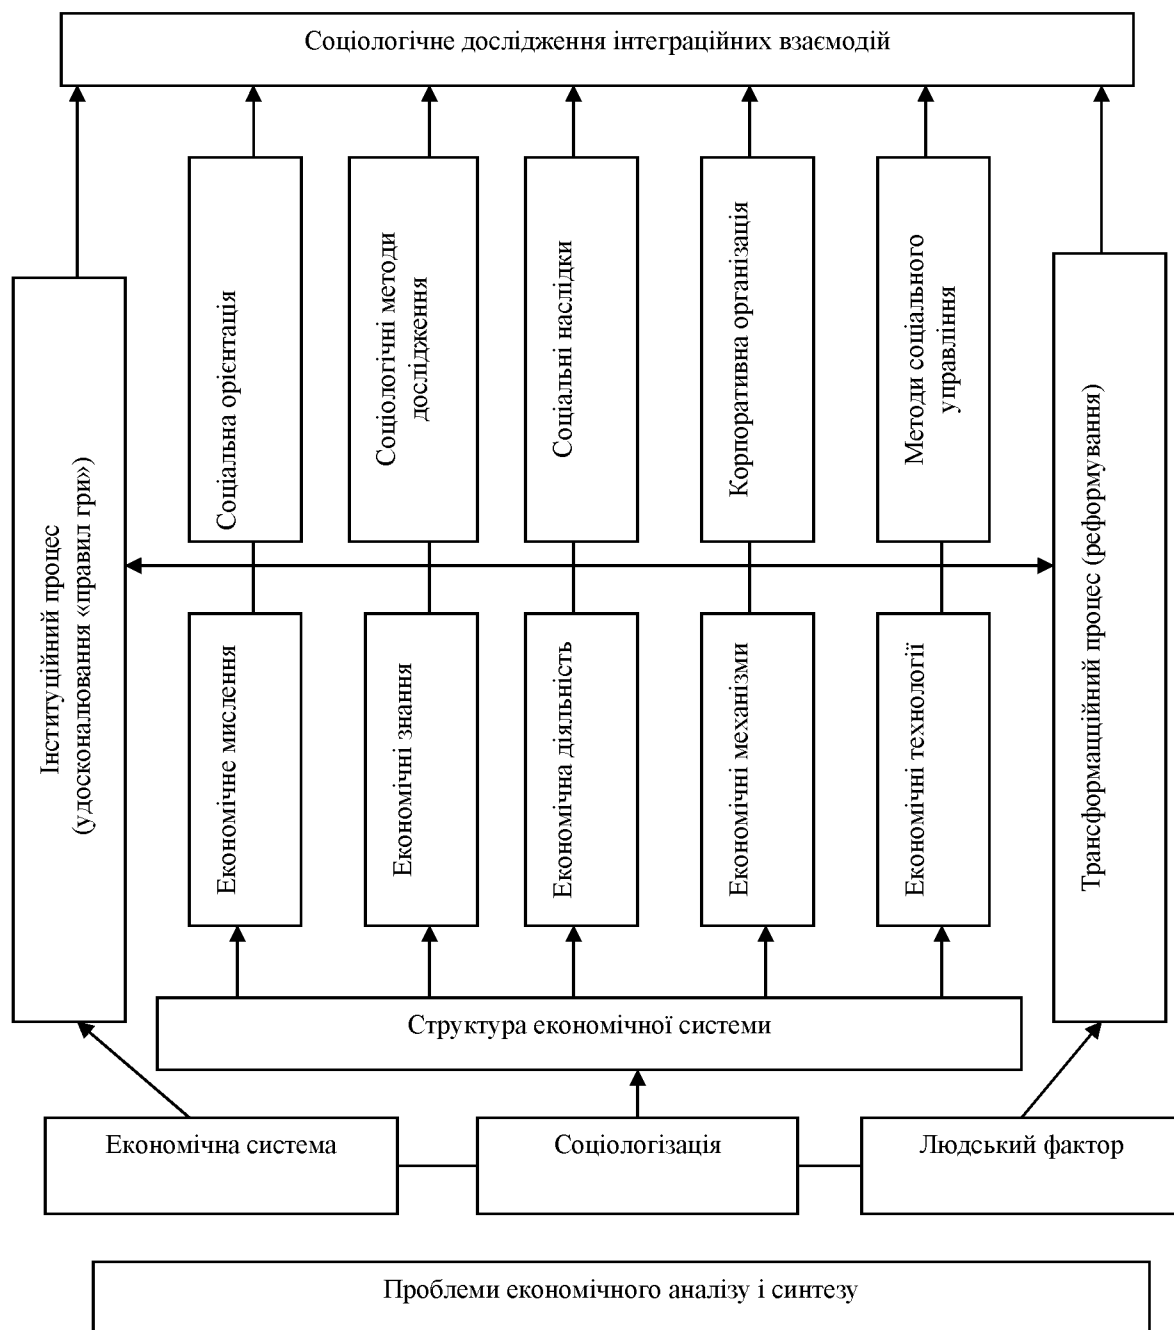 Соціологічне дослідження інтеграційних взаємодій
Інституційний процес
(удосконалювання «правил гри»)
Соціальна орієнтація
Соціологічні методи
дослідження
Соціальні наслідки
Корпоративна організація
Методи соціального
управління
Трансформацційний процес (реформування)
Економічне мислення
Економічні знання
Економічна діяльність
Економічні механізми
Економічні технології
Структура економічної системи
Економічна система
Соціологізація
Людський фактор
Проблеми економічного аналізу і синтезу